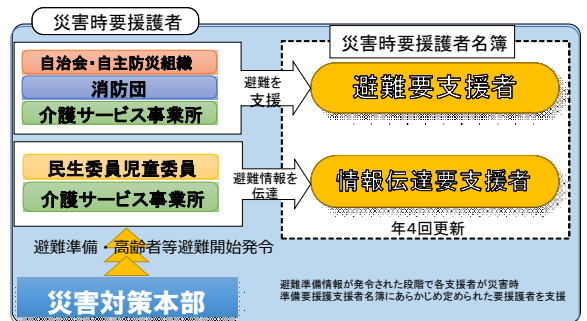 災害時要援護者
災害時要援護者名簿
自治会・自主防災組織
消防団
介護サービス事業所
避難を
支援
避難要支援者
民生委員児童委員
介護サービス事業所
避難情報を
伝達
情報伝達要支援者
年4回更新
避難準備・高齢者等避難開始発令
災害対策本部
避難準備情報が発令された段階で各支援者が災害時
準備要援護支援者名簿にあらかじめ定められた要援護者を支援